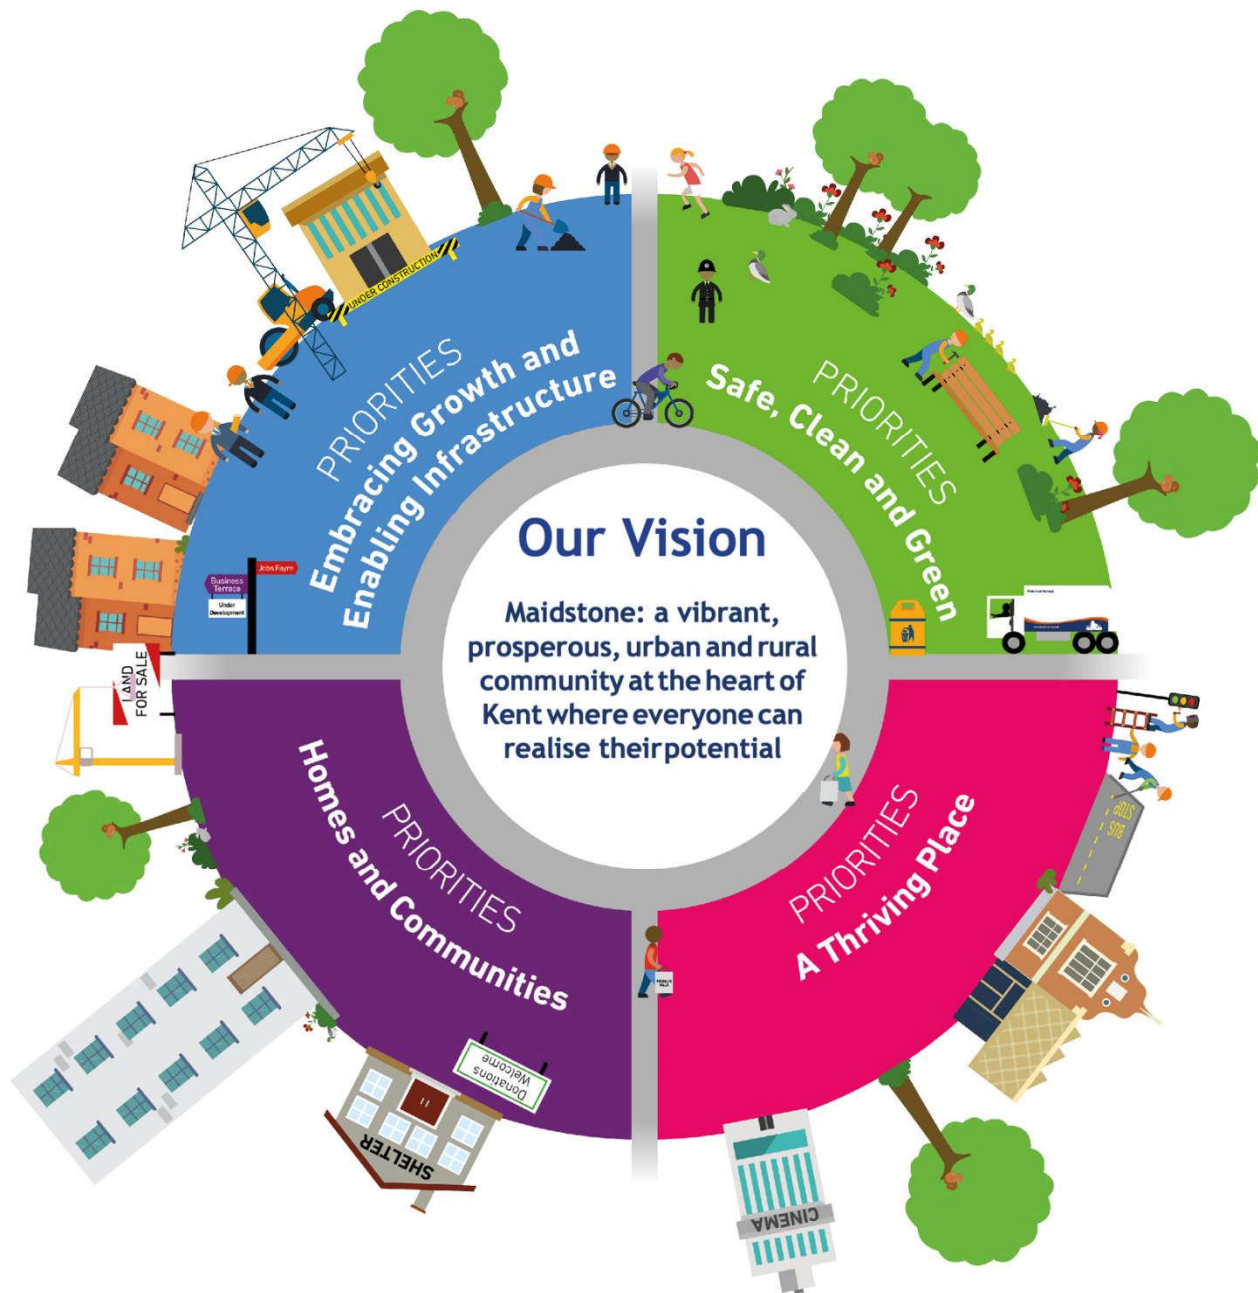 UNDER CONSTRUCTION
PRIORITIES
Embracing Growth and
Enabling Infrastructure
PRIORITIES
Safe, Clean and Green
Business
Terrace
Jobs Fayre
Under
Development
Our Vision
Maidstone: a vibrant,
prosperous, urban and rural
community at the heart of
Kent where everyone can
realise theirpotential
LAND
FOR SALE
PRIORITIES
Homes and Communities
PRIORITIES
A Thriving Place
BUS
STOP
Donations
Welcome
SHELTER
CINEMA